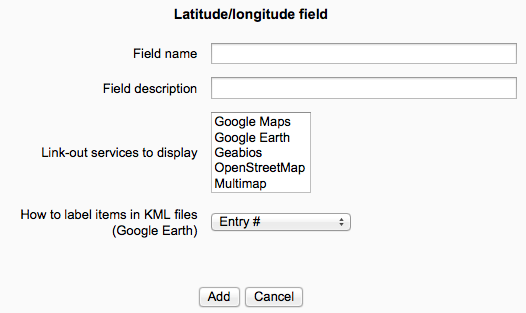 Latitude/longitude field
Field name
Field description
Link-out services to display
Google Maps
Google Earth
Geabios
OpenStreetMap
Multimap
How to label items in KML files
(Google Earth)
Entry #
Add
Cancel